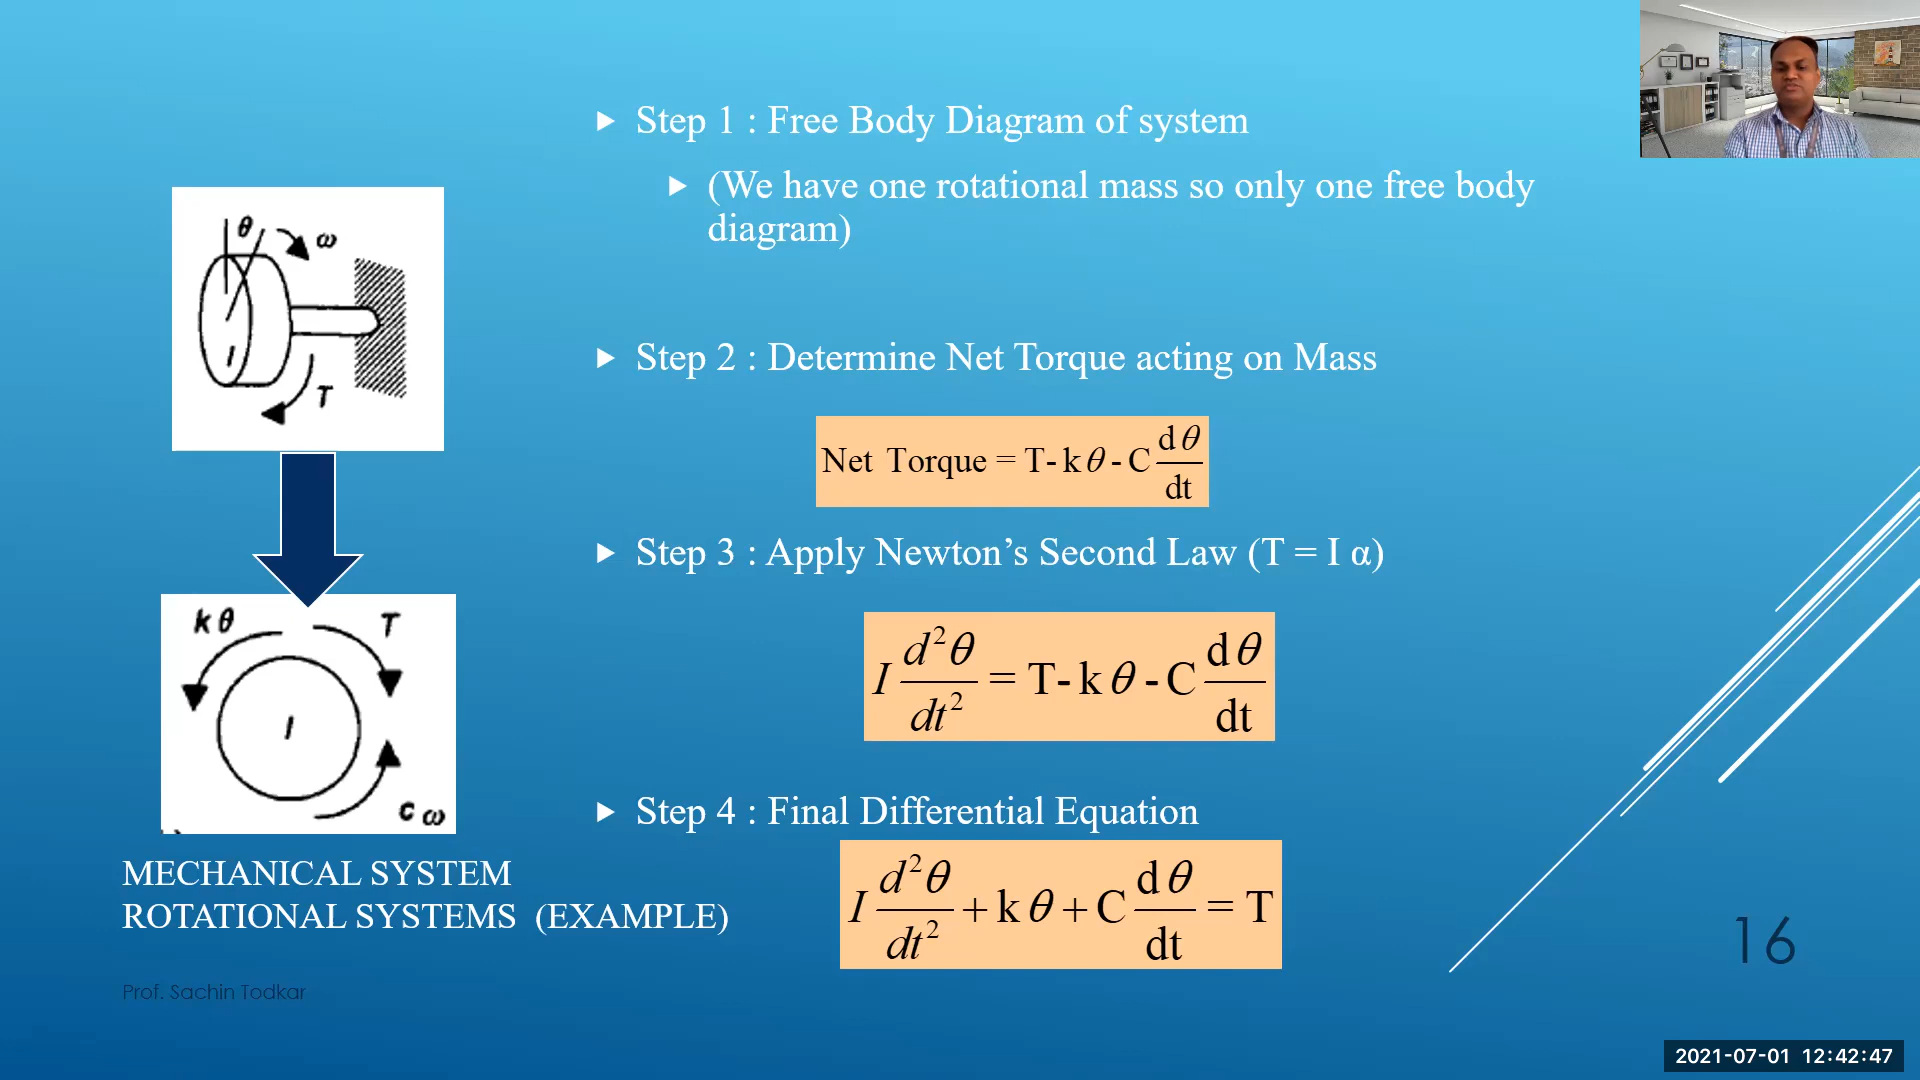 Step 1 : Free Body Diagram of system
(We have one rotational mass so only one free body
diagram)
θ ω
I
T
Step 2 : Determine Net Torque acting on Mass
Net Torque = T- k θ - C dθ/dt
Step 3 : Apply Newton’s Second Law (T = I α)
k θ T
I
c ω
I d²θ/dt² = T- k θ - C dθ/dt
Step 4 : Final Differential Equation
I d²θ/dt² + k θ + C dθ/dt = T
MECHANICAL SYSTEM
ROTATIONAL SYSTEMS (EXAMPLE)
16
Prof. Sachin Todkar
2021-07-01 12:42:47